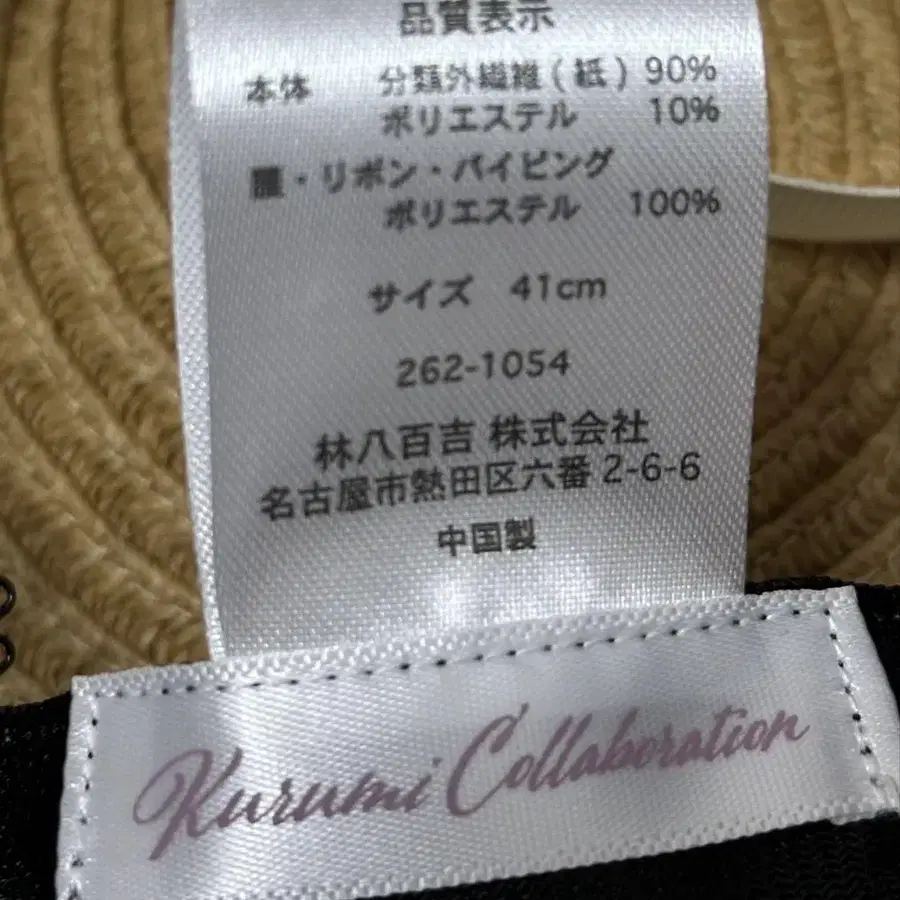 品質表示
本体 分類外繊維(紙) 90%
ポリエステル 10%
・リボン・パイピング
ポリエステル 100%
サイズ 41cm
262-1054
林八百吉 株式会社
名古屋市熱田区六番 2-6-6
中国製
Kurumi Collaboration